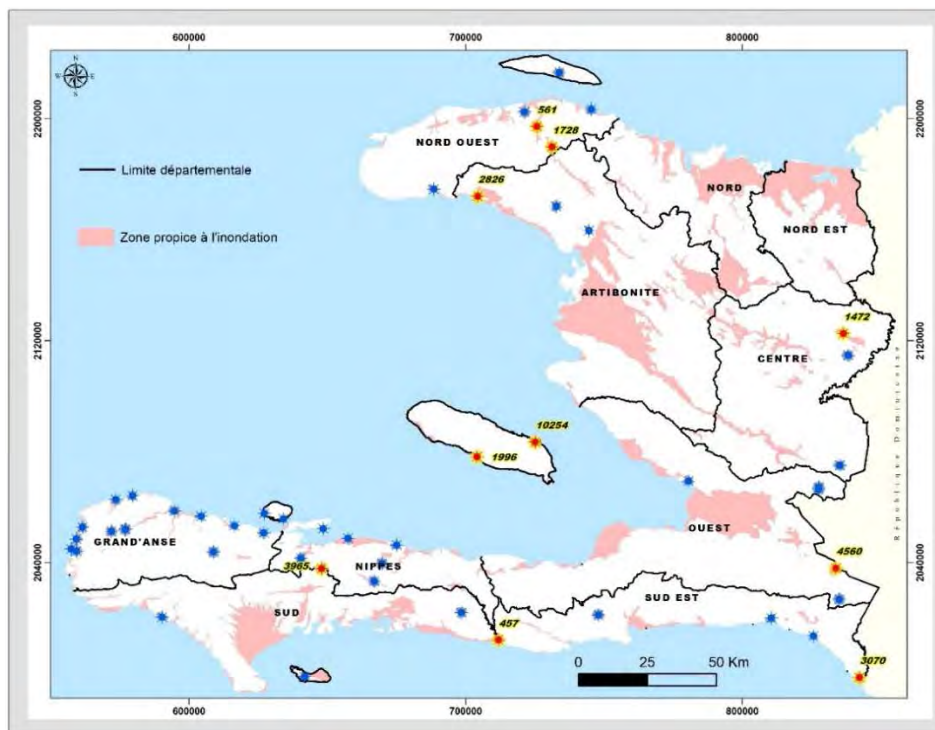 600000
700000
800000
N
W
E
S
2200000
2200000
561
1728
NORD OUEST
Limite départementale
2826
NORD
Zone propice à l'inondation
NORD EST
ARTIBONITE
1472
2120000
2120000
CENTRE
République Dominicaine
10254
1996
OUEST
GRAND'ANSE
2040000
2040000
3965
NIPPES
4560
SUD EST
SUD
457
3070
0
25
50 Km
600000
700000
800000